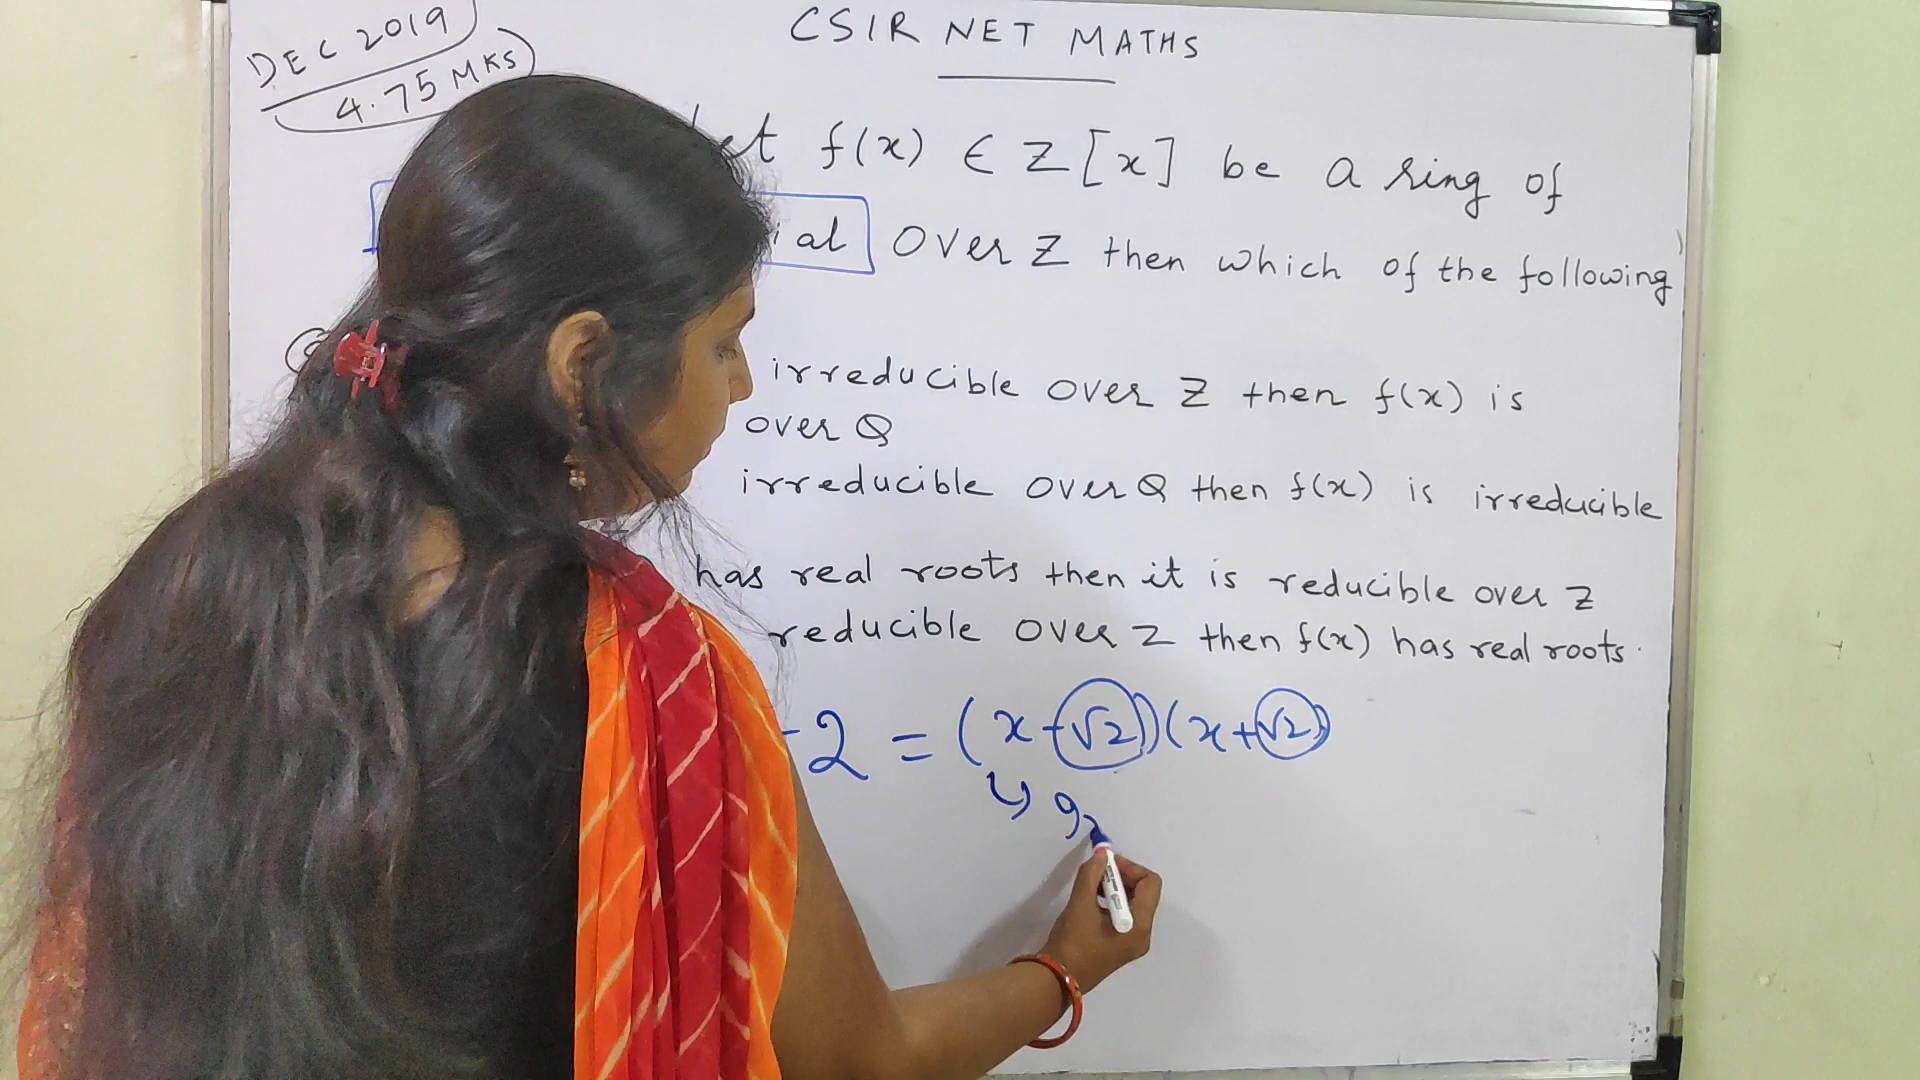 DEC 2019
4.75 MKS
CSIR NET MATHS
f(x) ∈ Z[x] be a ring of
over Z then which of the following
irreducible over Z then f(x) is
over Q
irreducible over Q then f(x) is irreducible
has real roots then it is reducible over Z
reducible over Z then f(x) has real roots.
-2 = (x-√2)(x+√2)